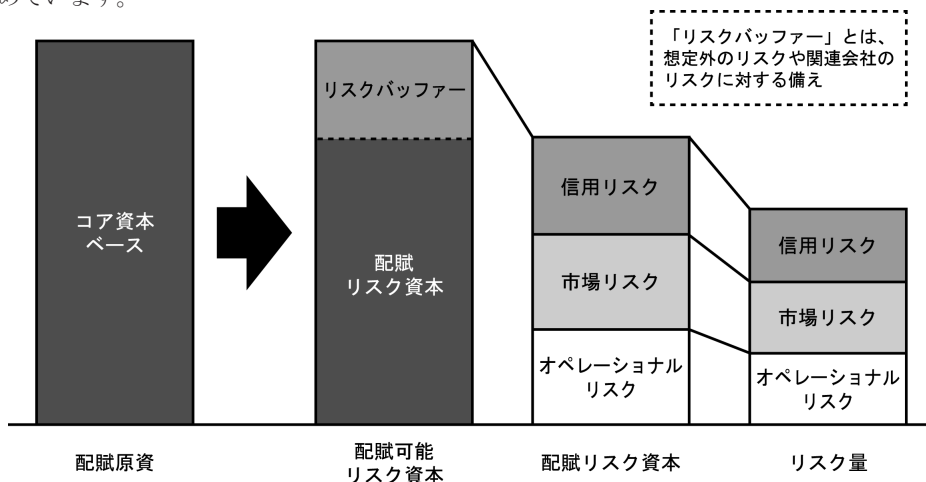 めています。
「リスクバッファー」とは、
想定外のリスクや関連会社の
リスクに対する備え
リスクバッファー
コア資本
ベース
配賦
リスク資本
信用リスク
市場リスク
オペレーショナル
リスク
信用リスク
市場リスク
オペレーショナル
リスク
配賦原資
配賦可能
リスク資本
配賦リスク資本
リスク量